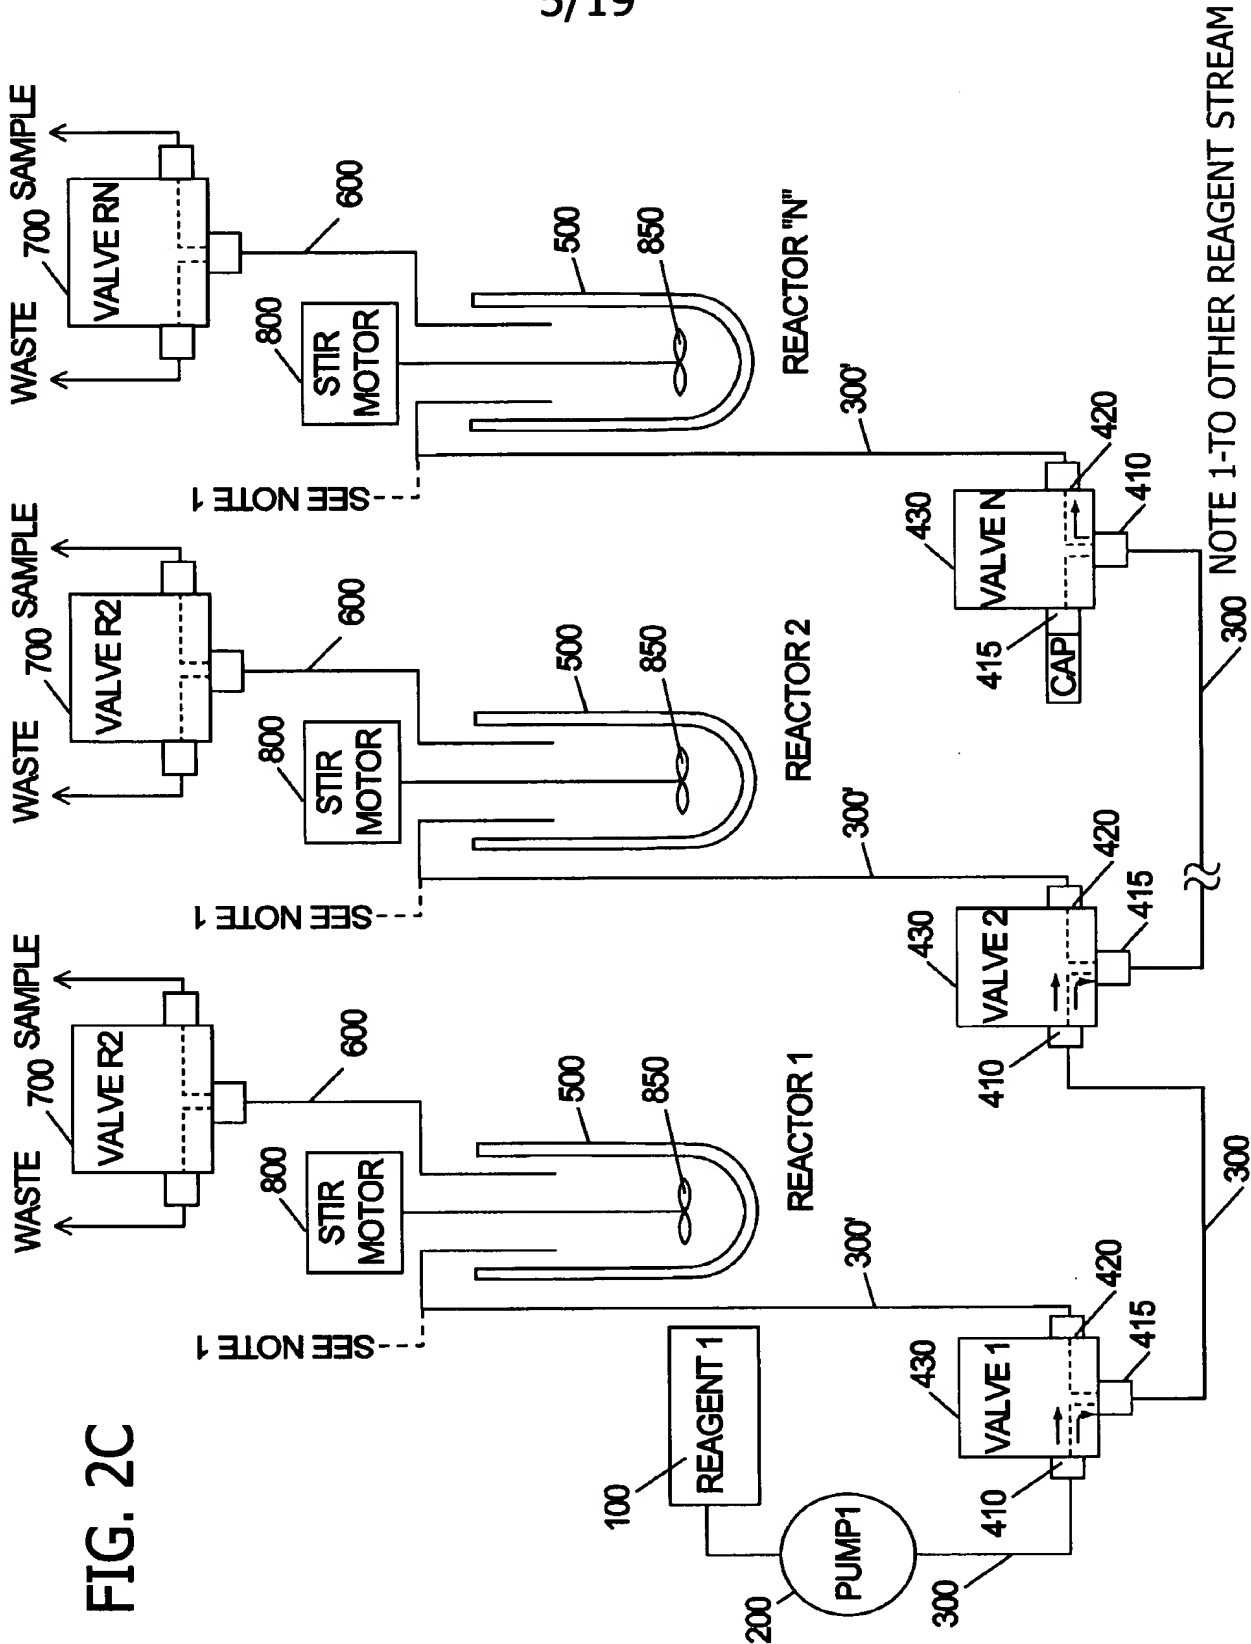 5/19
FIG. 2C
WASTE
700 SAMPLE
VALVE R2
WASTE
700 SAMPLE
VALVE R2
WASTE
700 SAMPLE
VALVE RN
600
600
600
800
STIR
MOTOR
800
STIR
MOTOR
800
STIR
MOTOR
SEE NOTE 1
SEE NOTE 1
SEE NOTE 1
500
850
500
850
500
850
REACTOR 1
REACTOR 2
REACTOR "N"
100
REAGENT 1
200
PUMP1
300
300'
300'
300'
410
430
VALVE 1
420
415
300
410
430
VALVE 2
420
415
300
415
CAP
430
VALVE N
420
410
NOTE 1-TO OTHER REAGENT STREAM